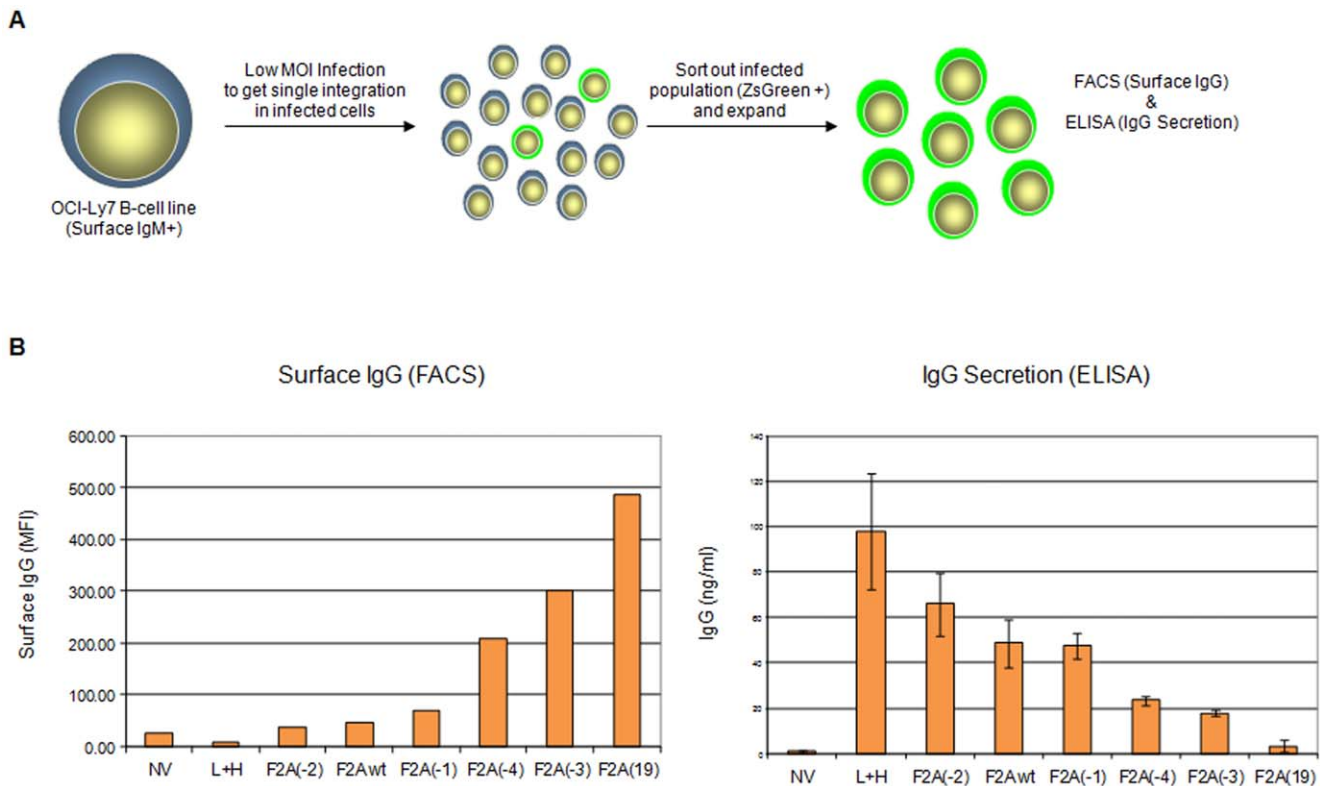 A
OCI-Ly7 B-cell line
(Surface IgM+)
Low MOI Infection
to get single integration
in infected cells
Sort out infected
population (ZsGreen +)
and expand
FACS (Surface IgG)
&
ELISA (IgG Secretion)
B
Surface IgG (FACS)
Surface IgG (MFI)
600.00
500.00
400.00
300.00
200.00
100.00
0.00
NV L+H F2A(-2) F2Awt F2A(-1) F2A(-4) F2A(-3) F2A(19)
IgG Secretion (ELISA)
IgG (ng/ml)
140
120
100
80
60
40
20
0
NV L+H F2A(-2) F2Awt F2A(-1) F2A(-4) F2A(-3) F2A(19)